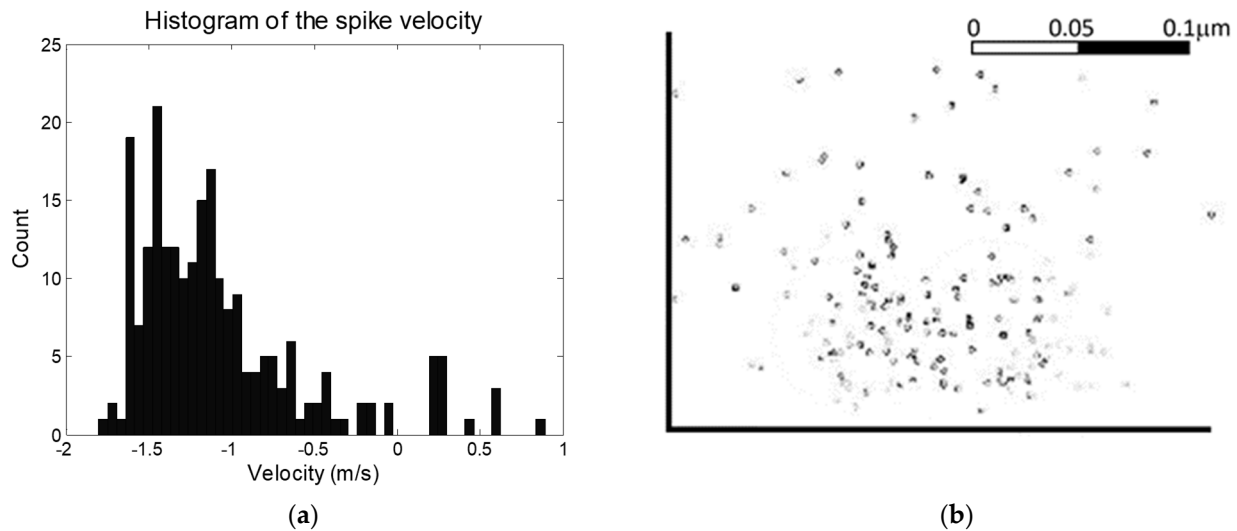 Histogram of the spike velocity
25
20
15
10
5
0
Count
-2 -1.5 -1 -0.5 0 0.5 1
Velocity (m/s)
(a)
0 0.05 0.1μm
(b)